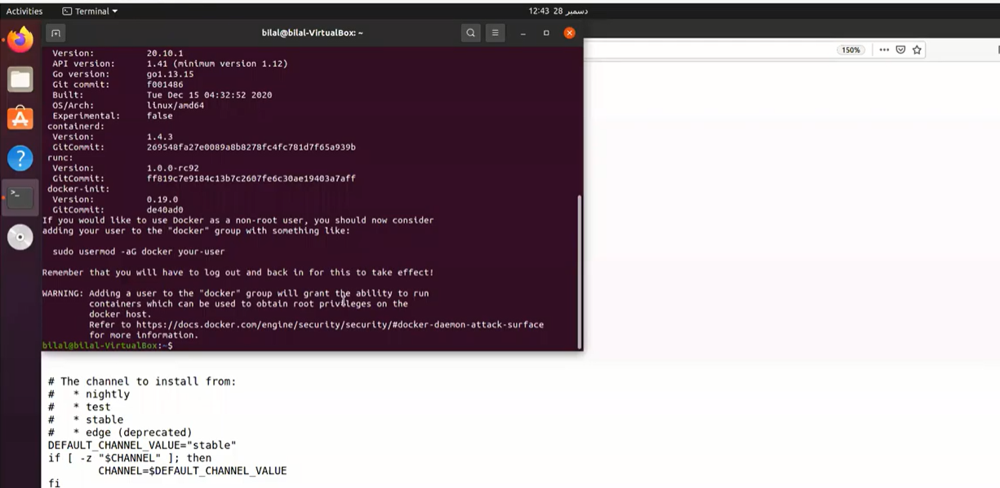 Activities
Terminal
12:43 28 دسمبر
bilal@bilal-VirtualBox: ~
150%
Version: 20.10.1
API version: 1.41 (minimum version 1.12)
Go version: go1.13.15
Git commit: f001486
Built: Tue Dec 15 04:32:52 2020
OS/Arch: linux/amd64
Experimental: false
containerd:
Version: 1.4.3
GitCommit: 269548fa27e0089a8b8278fc4fc781d7f65a939b
runc:
Version: 1.0.0-rc92
GitCommit: ff819c7e9184c13b7c2607fe6c30ae19403a7aff
docker-init:
Version: 0.19.0
GitCommit: de40ad0
If you would like to use Docker as a non-root user, you should now consider
adding your user to the "docker" group with something like:
sudo usermod -aG docker your-user
Remember that you will have to log out and back in for this to take effect!
WARNING: Adding a user to the "docker" group will grant the ability to run
containers which can be used to obtain root privileges on the
docker host.
Refer to https://docs.docker.com/engine/security/security/#docker-daemon-attack-surface
for more information.
bilal@bilal-VirtualBox:~$
# The channel to install from:
# * nightly
# * test
# * stable
# * edge (deprecated)
DEFAULT_CHANNEL_VALUE="stable"
if [ -z "$CHANNEL" ]; then
CHANNEL=$DEFAULT_CHANNEL_VALUE
fi